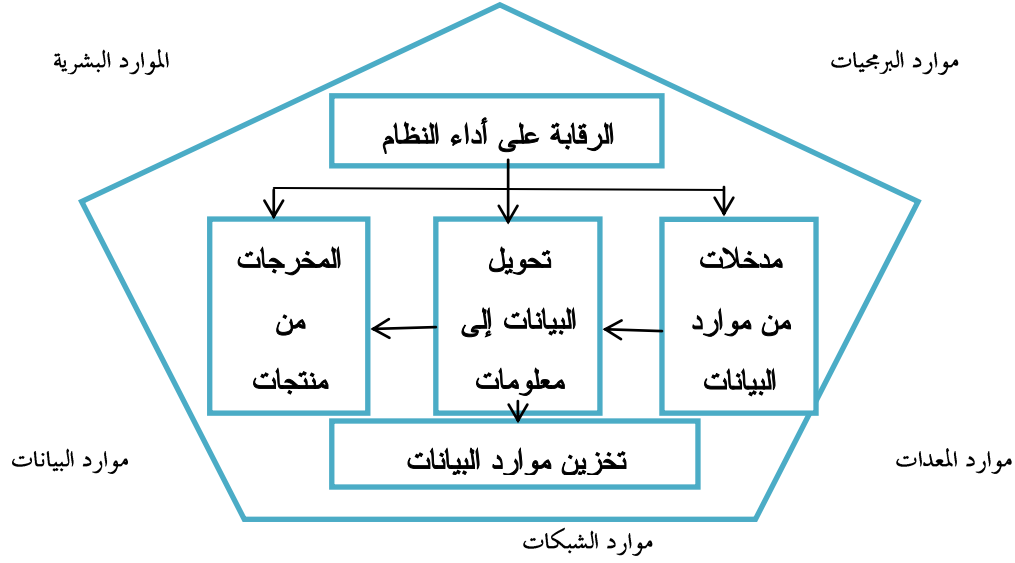 موارد البرمجيات
الموارد البشرية
الرقابة على أداء النظام
مدخلات
من موارد
البيانات
تحويل
البيانات إلى
معلومات
المخرجات
من
منتجات
تخزين موارد البيانات
موارد المعدات
موارد البيانات
موارد الشبكات